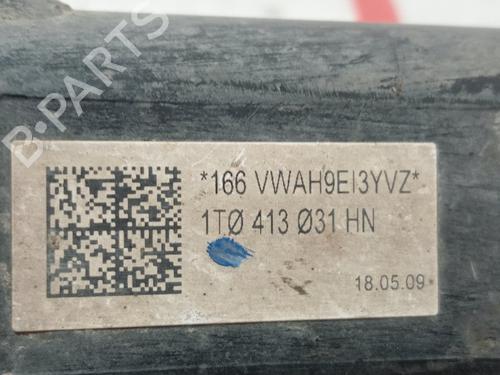 B-PARTS
*166 VWAH9EI3YVZ*
1TØ 413 Ø31 HN
18.05.09